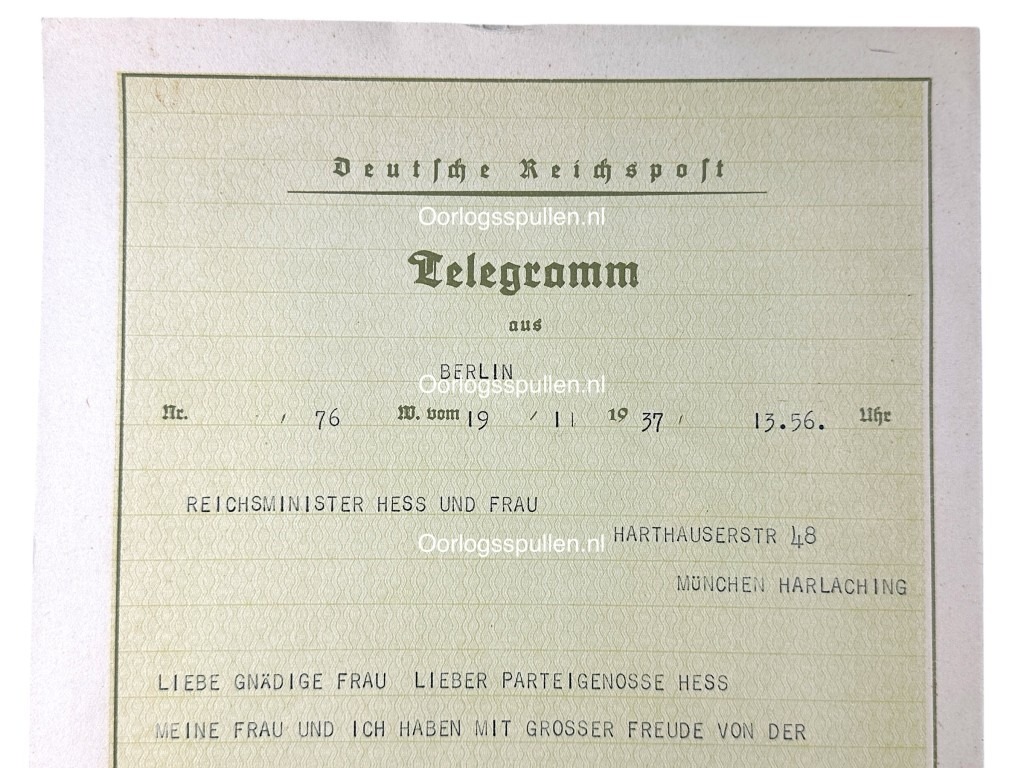 Deutsche Reichspost
Oorlogsspullen.nl
Telegramm
aus
BERLIN
Oorlogsspullen.nl
Nr. / 76 W. vom 19 / 11 19 37 / 13.56. Uhr
REICHSMINISTER HESS UND FRAU
HARTHAUSERSTR 48
Oorlogsspullen.nl
MÜNCHEN HARLACHING
LIEBE GNÄDIGE FRAU LIEBER PARTEIGENOSSE HESS
MEINE FRAU UND ICH HABEN MIT GROSSER FREUDE VON DER